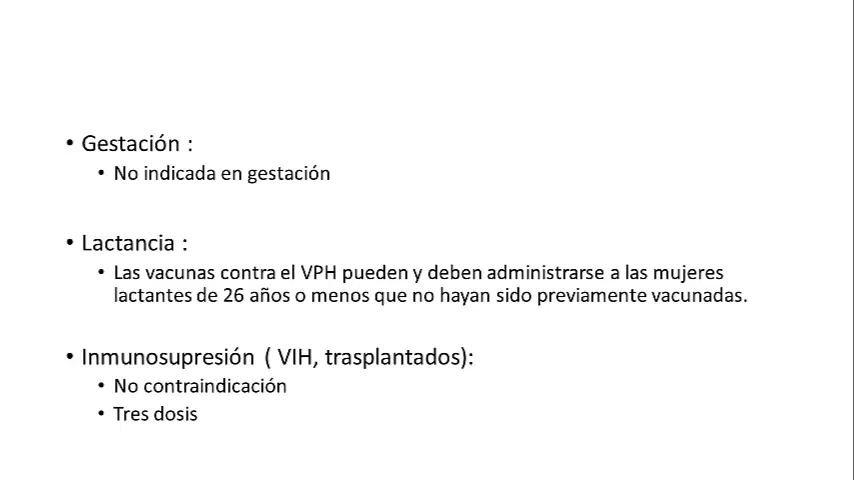 • Gestación :
• No indicada en gestación
• Lactancia :
• Las vacunas contra el VPH pueden y deben administrarse a las mujeres
lactantes de 26 años o menos que no hayan sido previamente vacunadas.
• Inmunosupresión ( VIH, trasplantados):
• No contraindicación
• Tres dosis